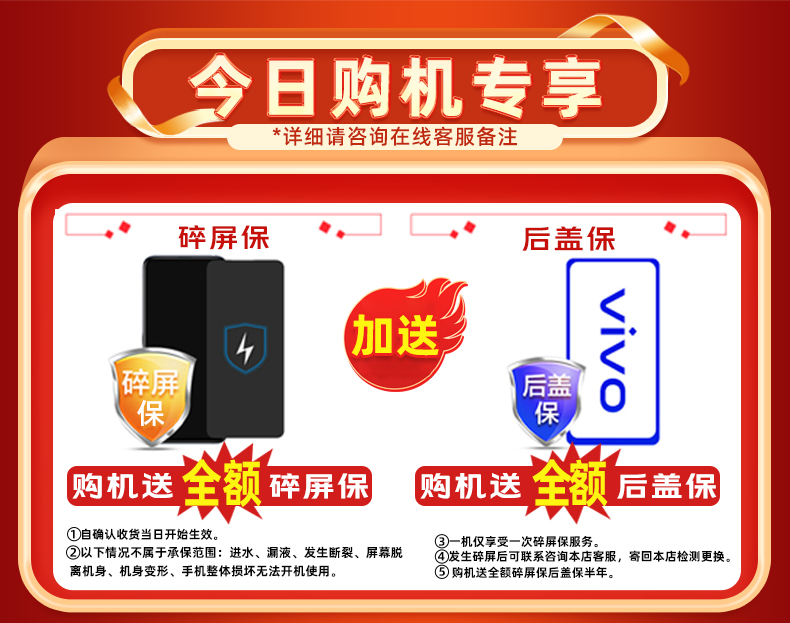 今日购机专享
*详细请咨询在线客服备注
碎屏保
后盖保
加送
碎屏
保
后盖
保
vivo
购机送全额碎屏保
购机送全额后盖保
①自确认收货当日开始生效。
②以下情况不属于承保范围：进水、漏液、发生断裂、屏幕脱
离机身、机身变形、手机整体损坏无法开机使用。
③一机仅享受一次碎屏保服务。
④发生碎屏后可联系咨询本店客服，寄回本店检测更换。
⑤ 购机送全额碎屏保后盖保半年。